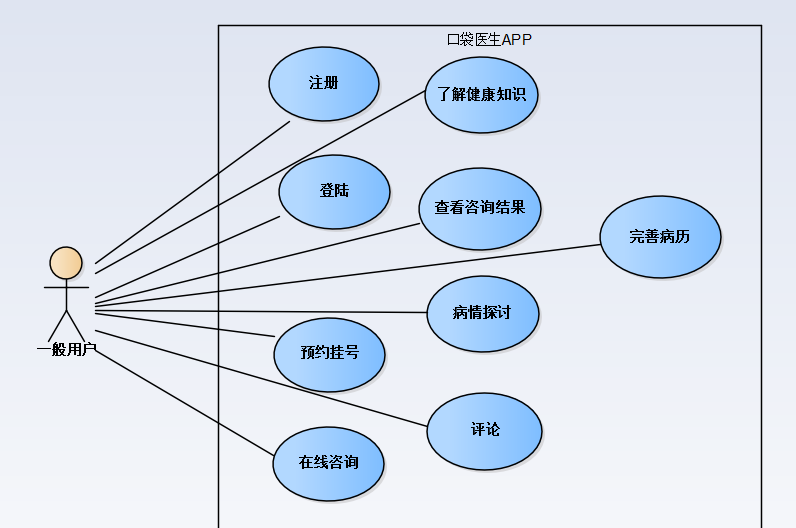 口袋医生APP
注册
了解健康知识
登陆
查看咨询结果
完善病历
病情探讨
一般用户
预约挂号
评论
在线咨询